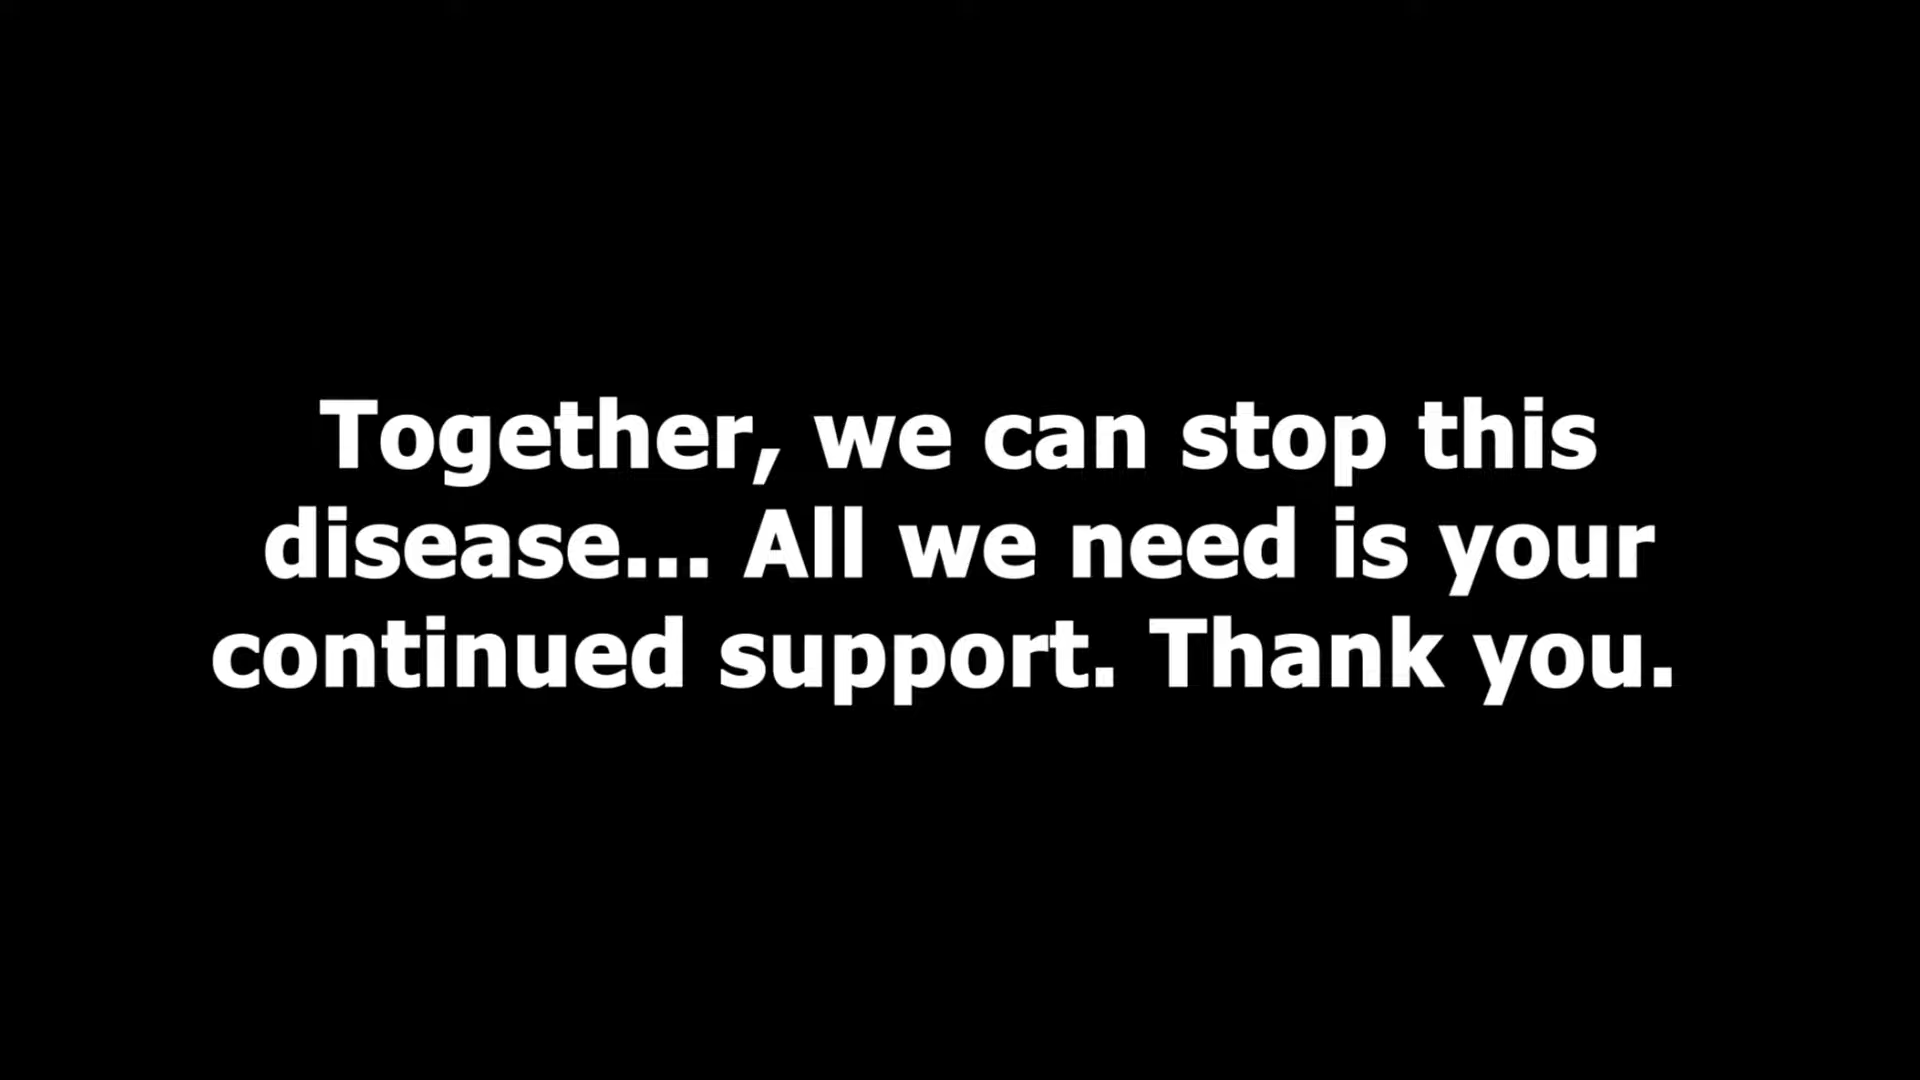 Together, we can stop this
disease... All we need is your
continued support. Thank you.